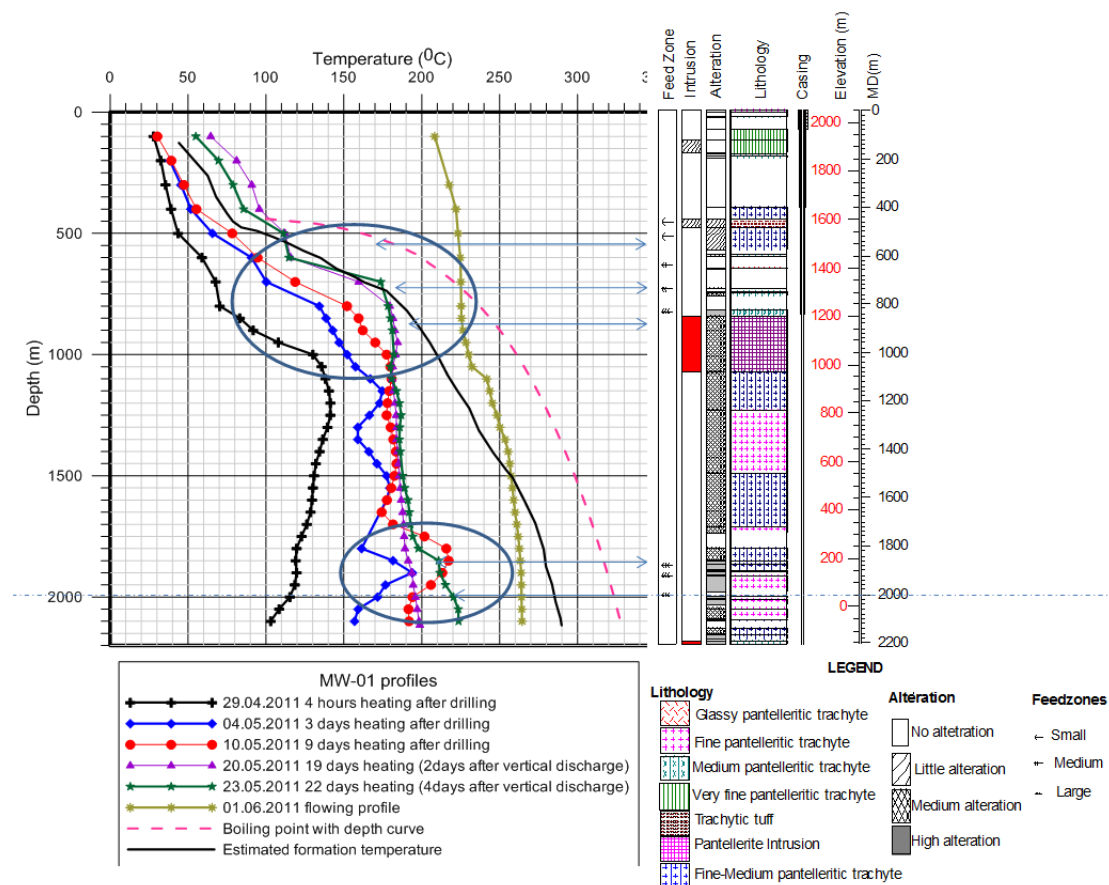 Temperature (⁰C)
0 50 100 150 200 250 300 3
Depth (m)
0
500
1000
1500
2000
Feed Zone
Intrusion
Alteration
Lithology
Casing
Elevation (m)
MD(m)
2000
1800
1600
1400
1200
1000
800
600
400
200
0
0
200
400
600
800
1000
1200
1400
1600
1800
2000
2200
MW-01 profiles
29.04.2011 4 hours heating after drilling
04.05.2011 3 days heating after drilling
10.05.2011 9 days heating after drilling
20.05.2011 19 days heating (2days after vertical discharge)
23.05.2011 22 days heating (4days after vertical discharge)
01.06.2011 flowing profile
Boiling point with depth curve
Estimated formation temperature
LEGEND
Lithology
Glassy pantelleritic trachyte
Fine pantelleritic trachyte
Medium pantelleritic trachyte
Very fine pantelleritic trachyte
Trachytic tuff
Pantellerite Intrusion
Fine-Medium pantelleritic trachyte
Alteration
No alteration
Little alteration
Medium alteration
High alteration
Feedzones
Small
Medium
Large